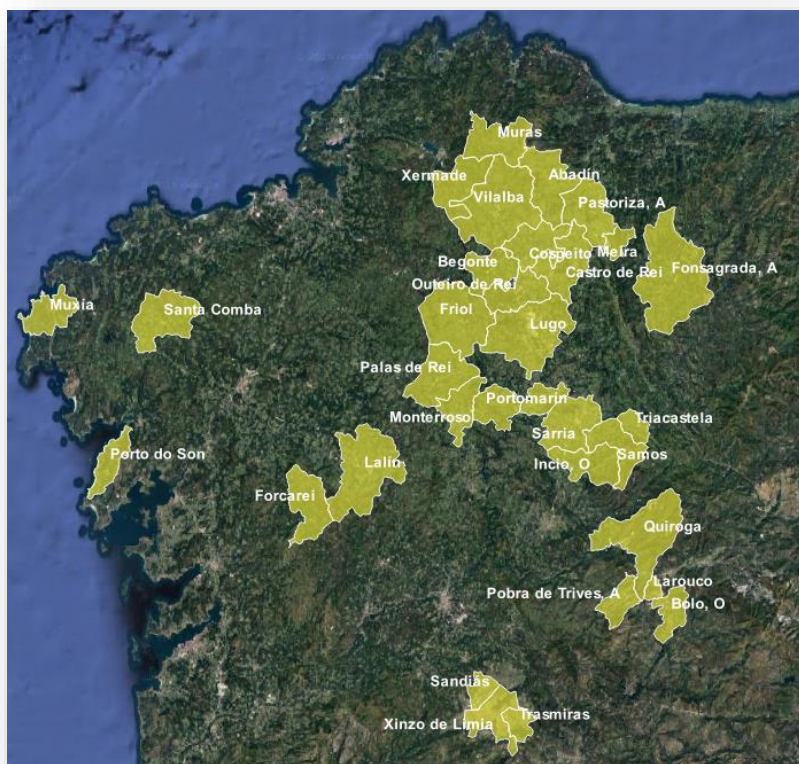 Muras
Xermade
Abadín
Vilalba
Pastoriza, A
Cospeito
Meira
Begonte
Castro de Rei
Fonsagrada, A
Outeiro de Rei
Muxía
Santa Comba
Friol
Lugo
Palas de Rei
Portomarín
Monterroso
Triacastela
Sarria
Porto do Son
Lalín
Incio, O
Samos
Forcarei
Quiroga
Larouco
Pobra de Trives, A
Bolo, O
Sandiás
Xinzo de Limia
Trasmiras